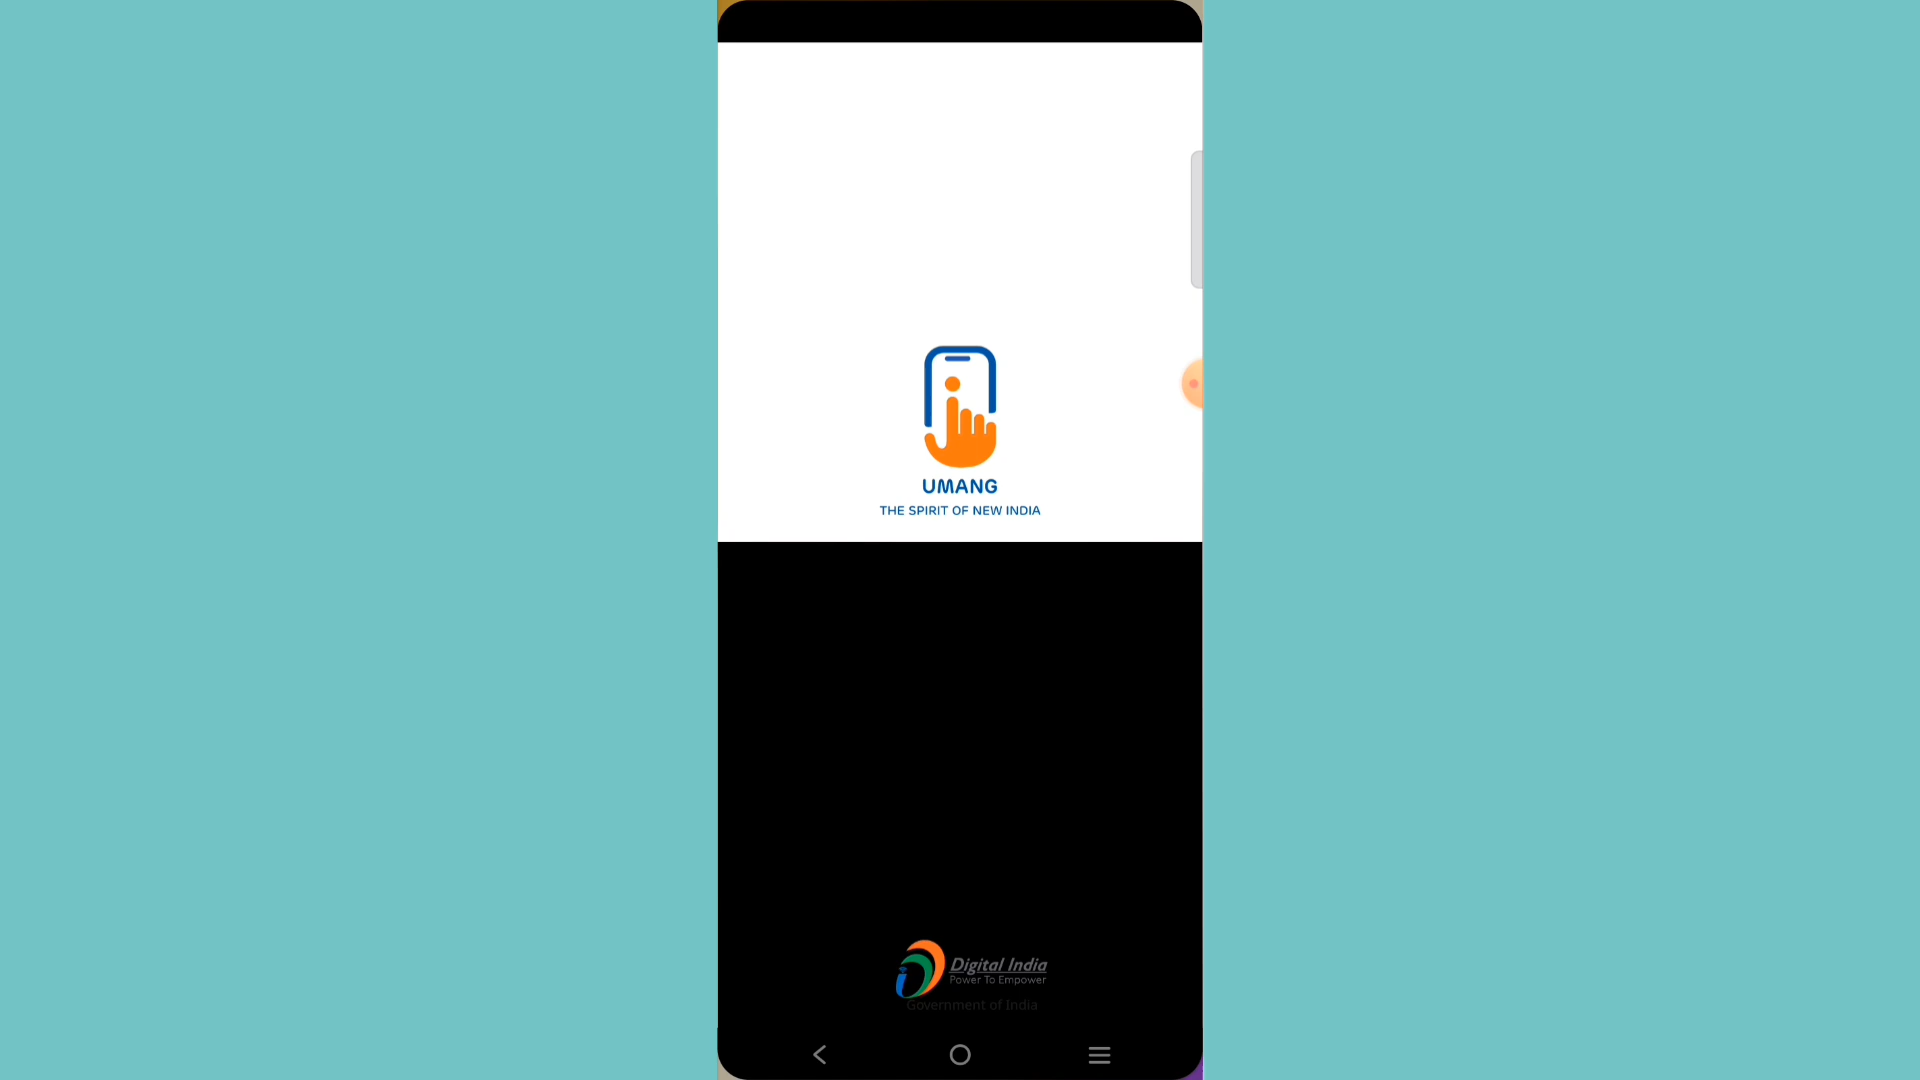 UMANG
THE SPIRIT OF NEW INDIA
Digital India
Power To Empower
Government of India